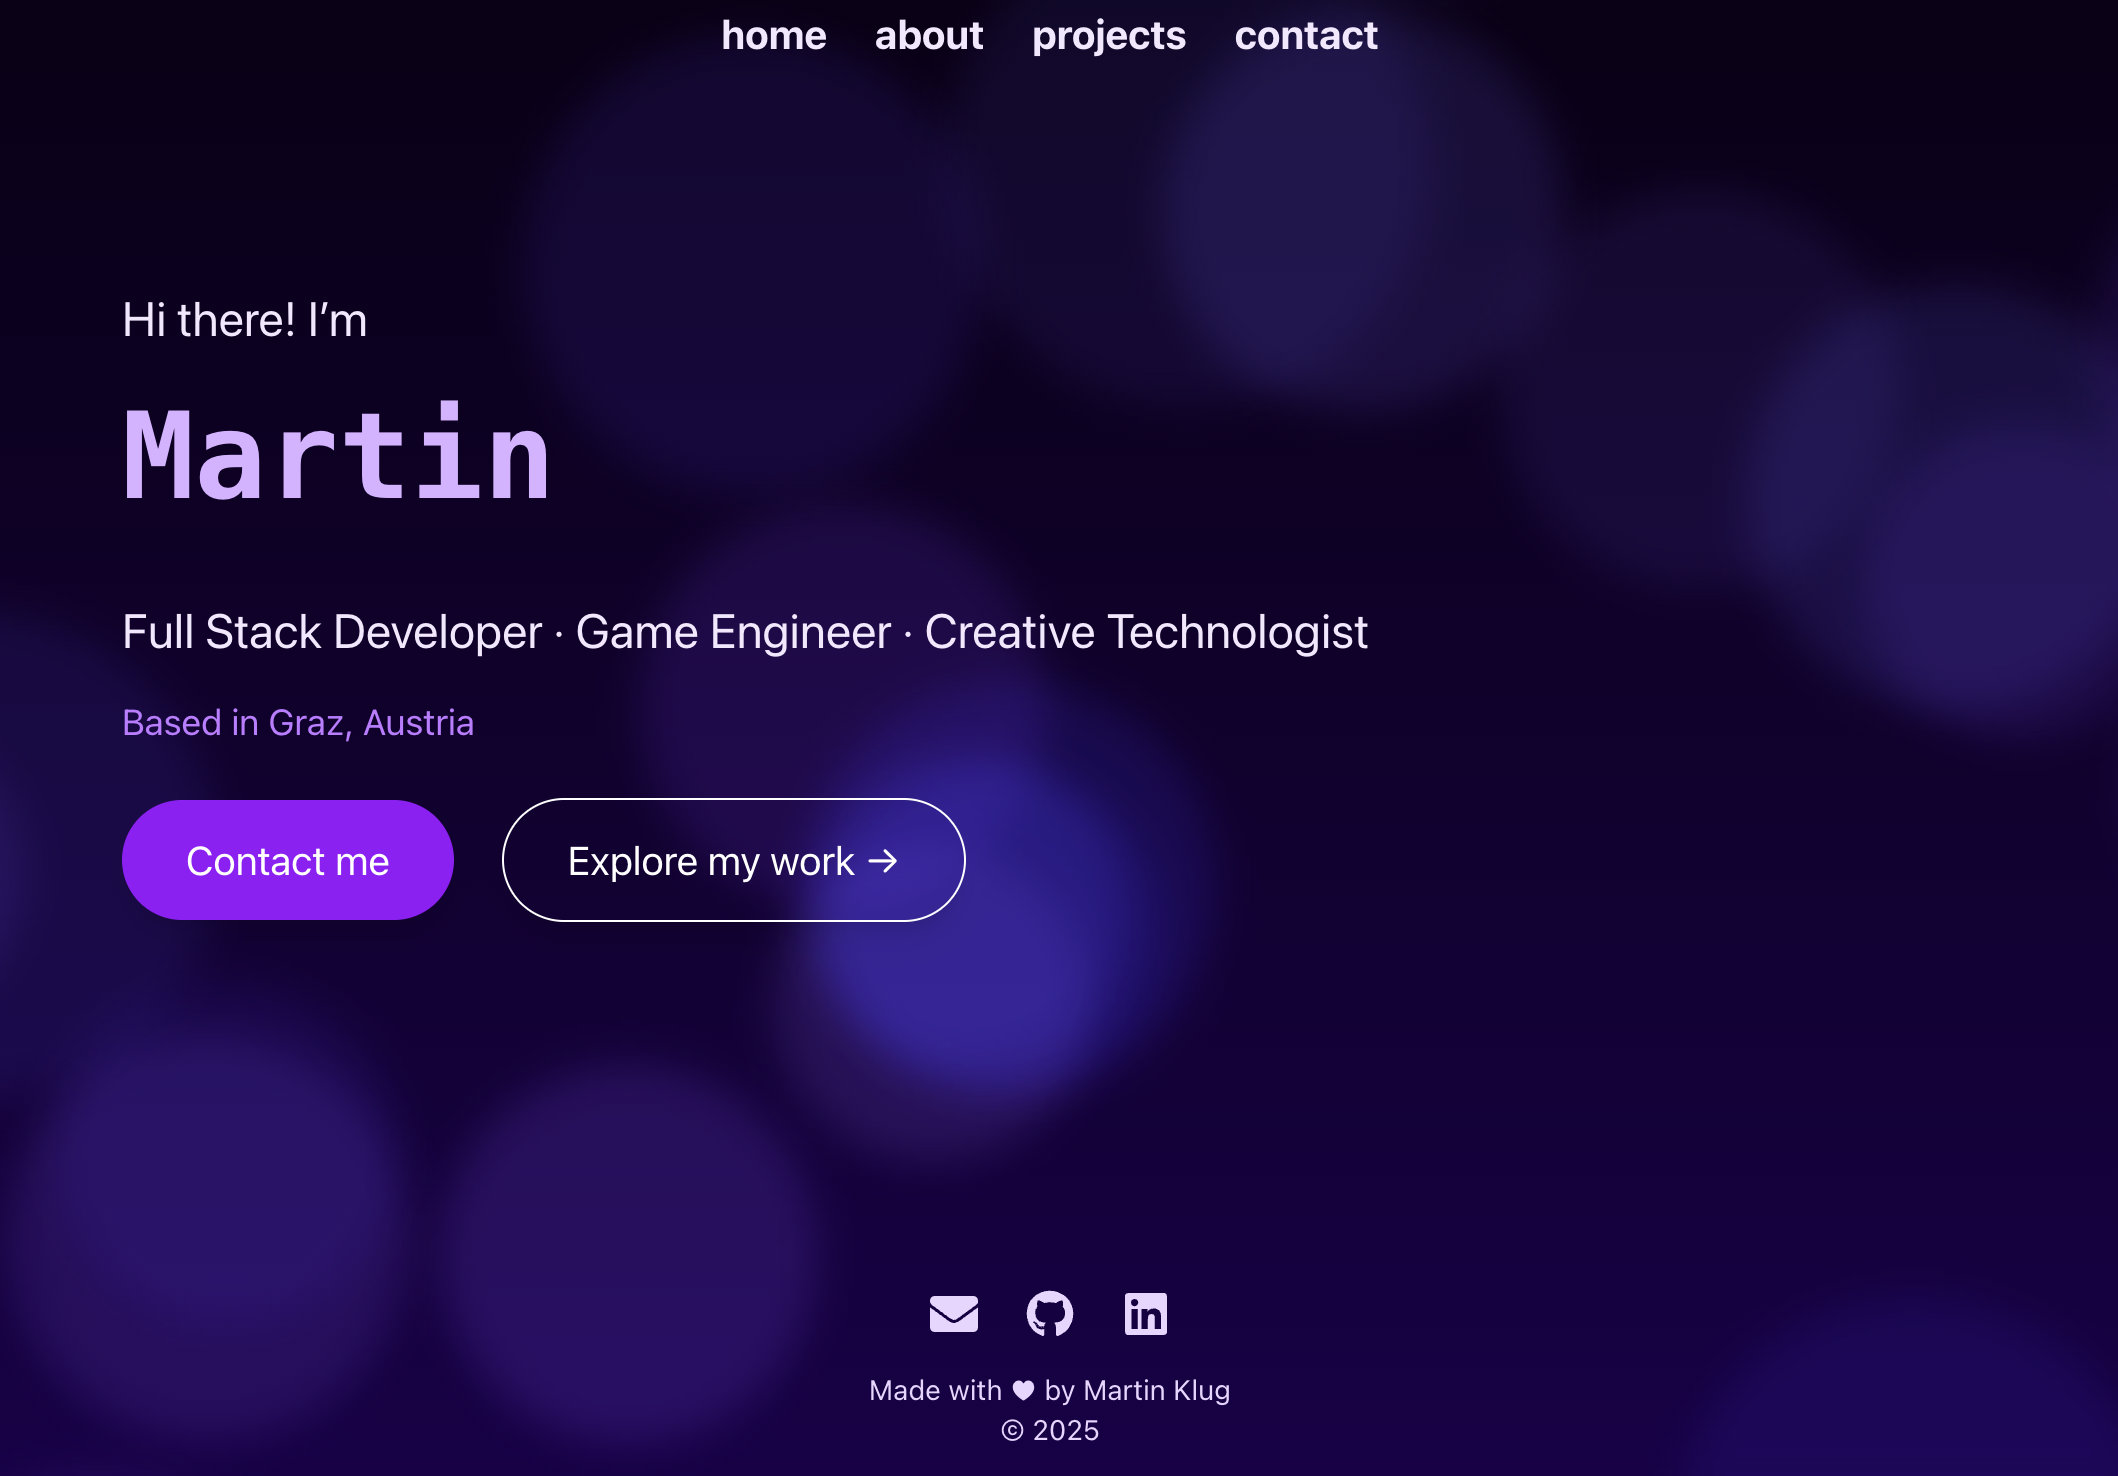 home about projects contact
Hi there! I’m
Martin
Full Stack Developer · Game Engineer · Creative Technologist
Based in Graz, Austria
Contact me
Explore my work →
in
Made with ♥ by Martin Klug
© 2025